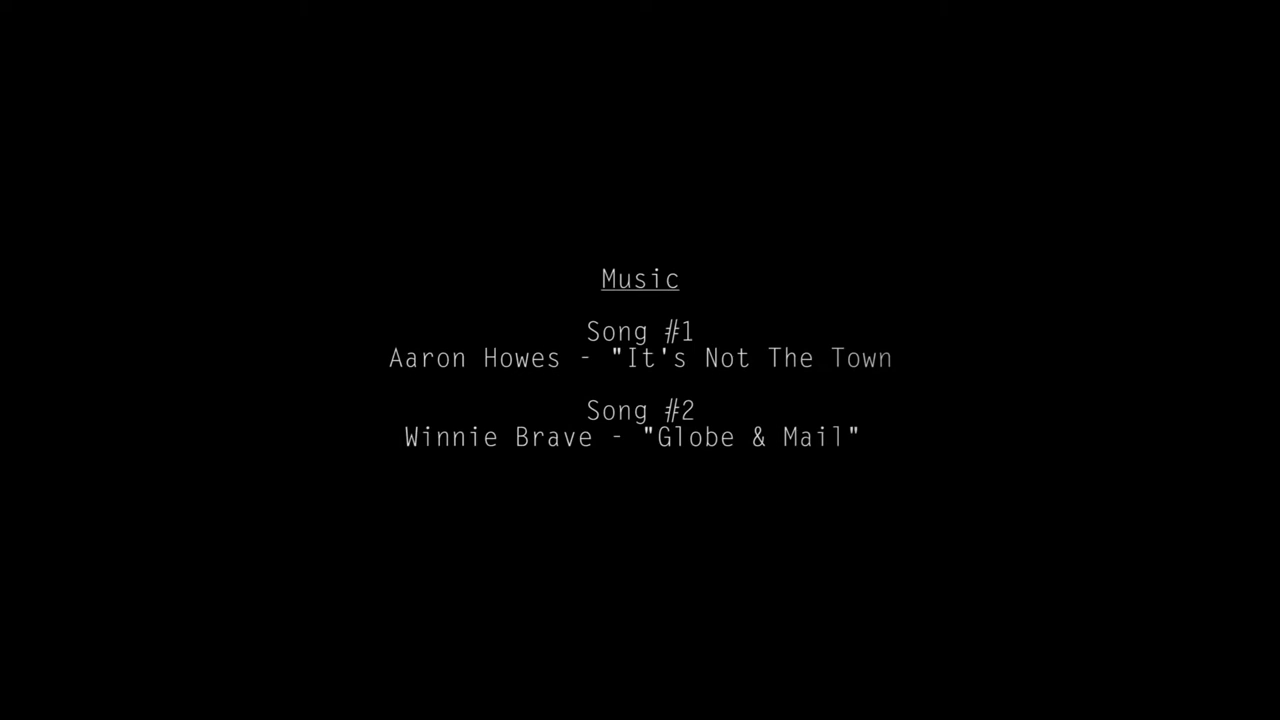 Music
Song #1
Aaron Howes - "It's Not The Town
Song #2
Winnie Brave - "Globe & Mail"